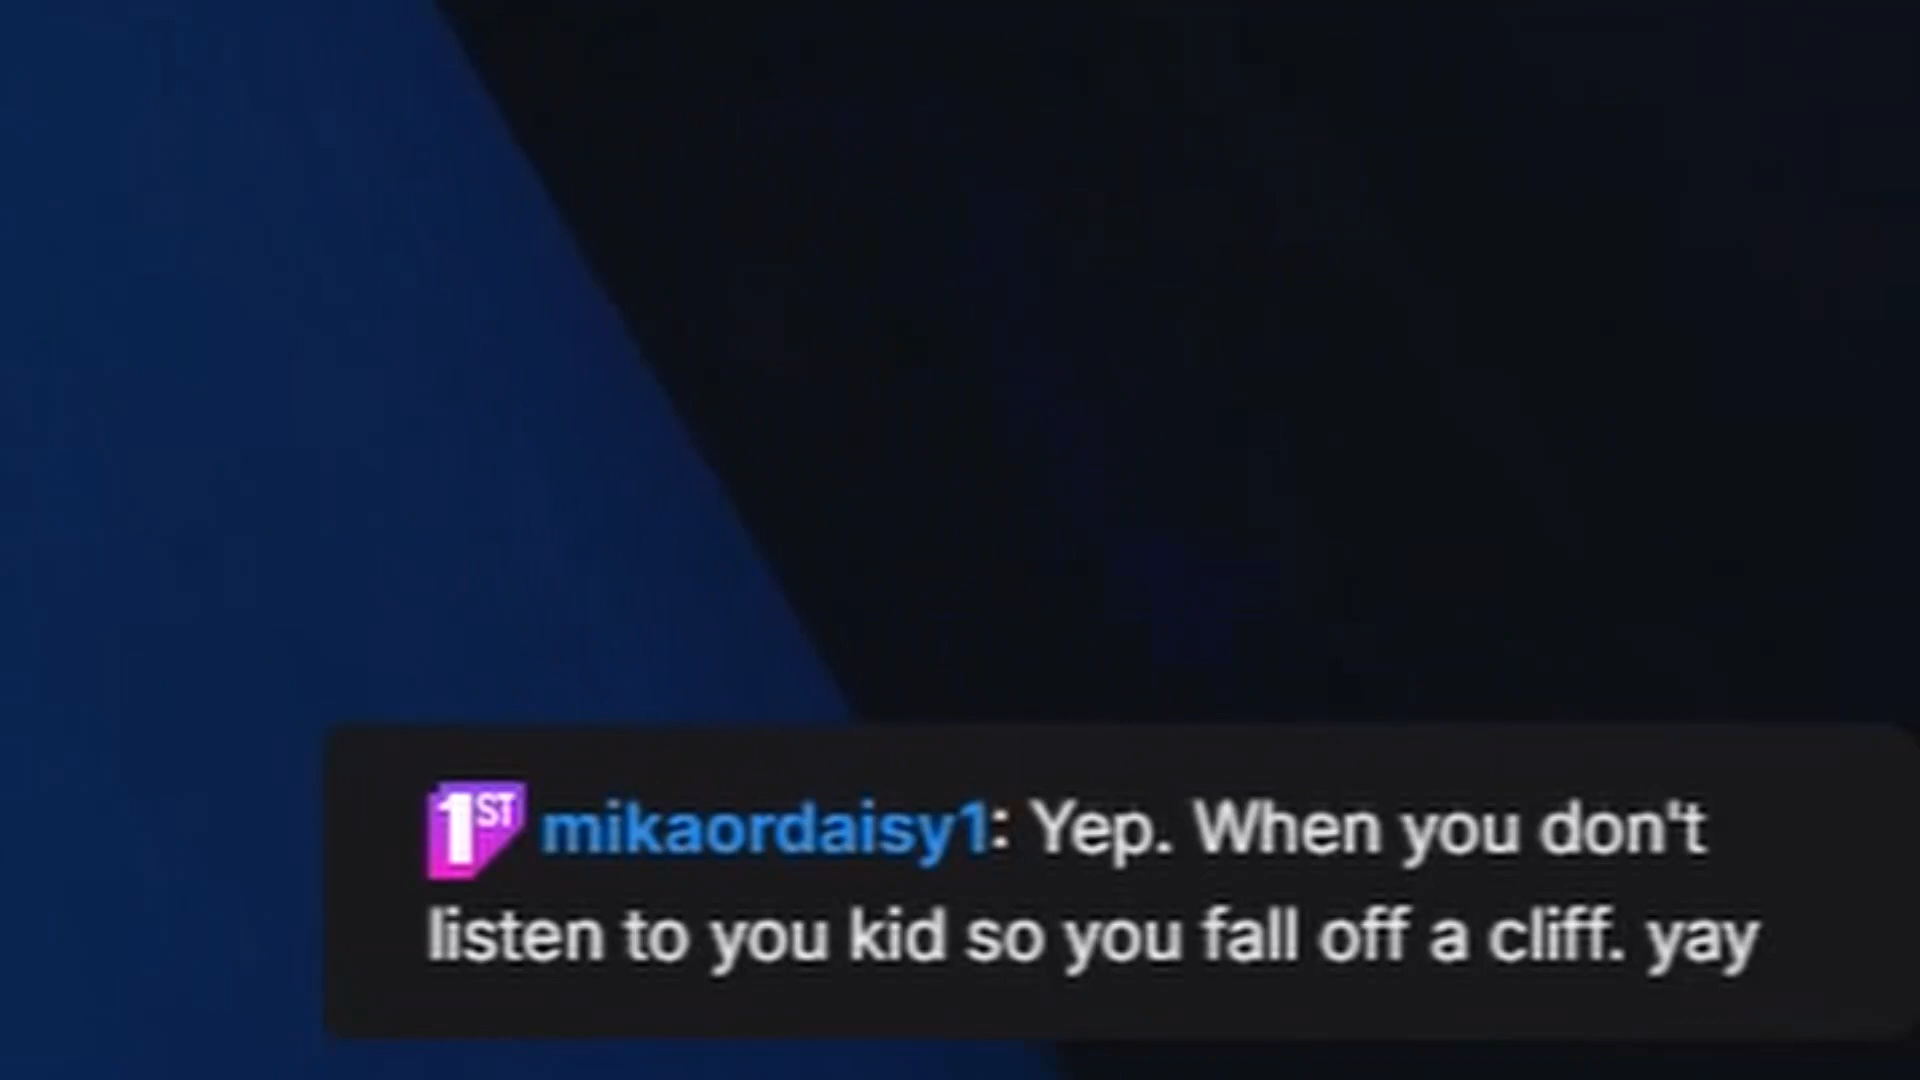 1ST mikaordaisy1: Yep. When you don't
listen to you kid so you fall off a cliff. yay